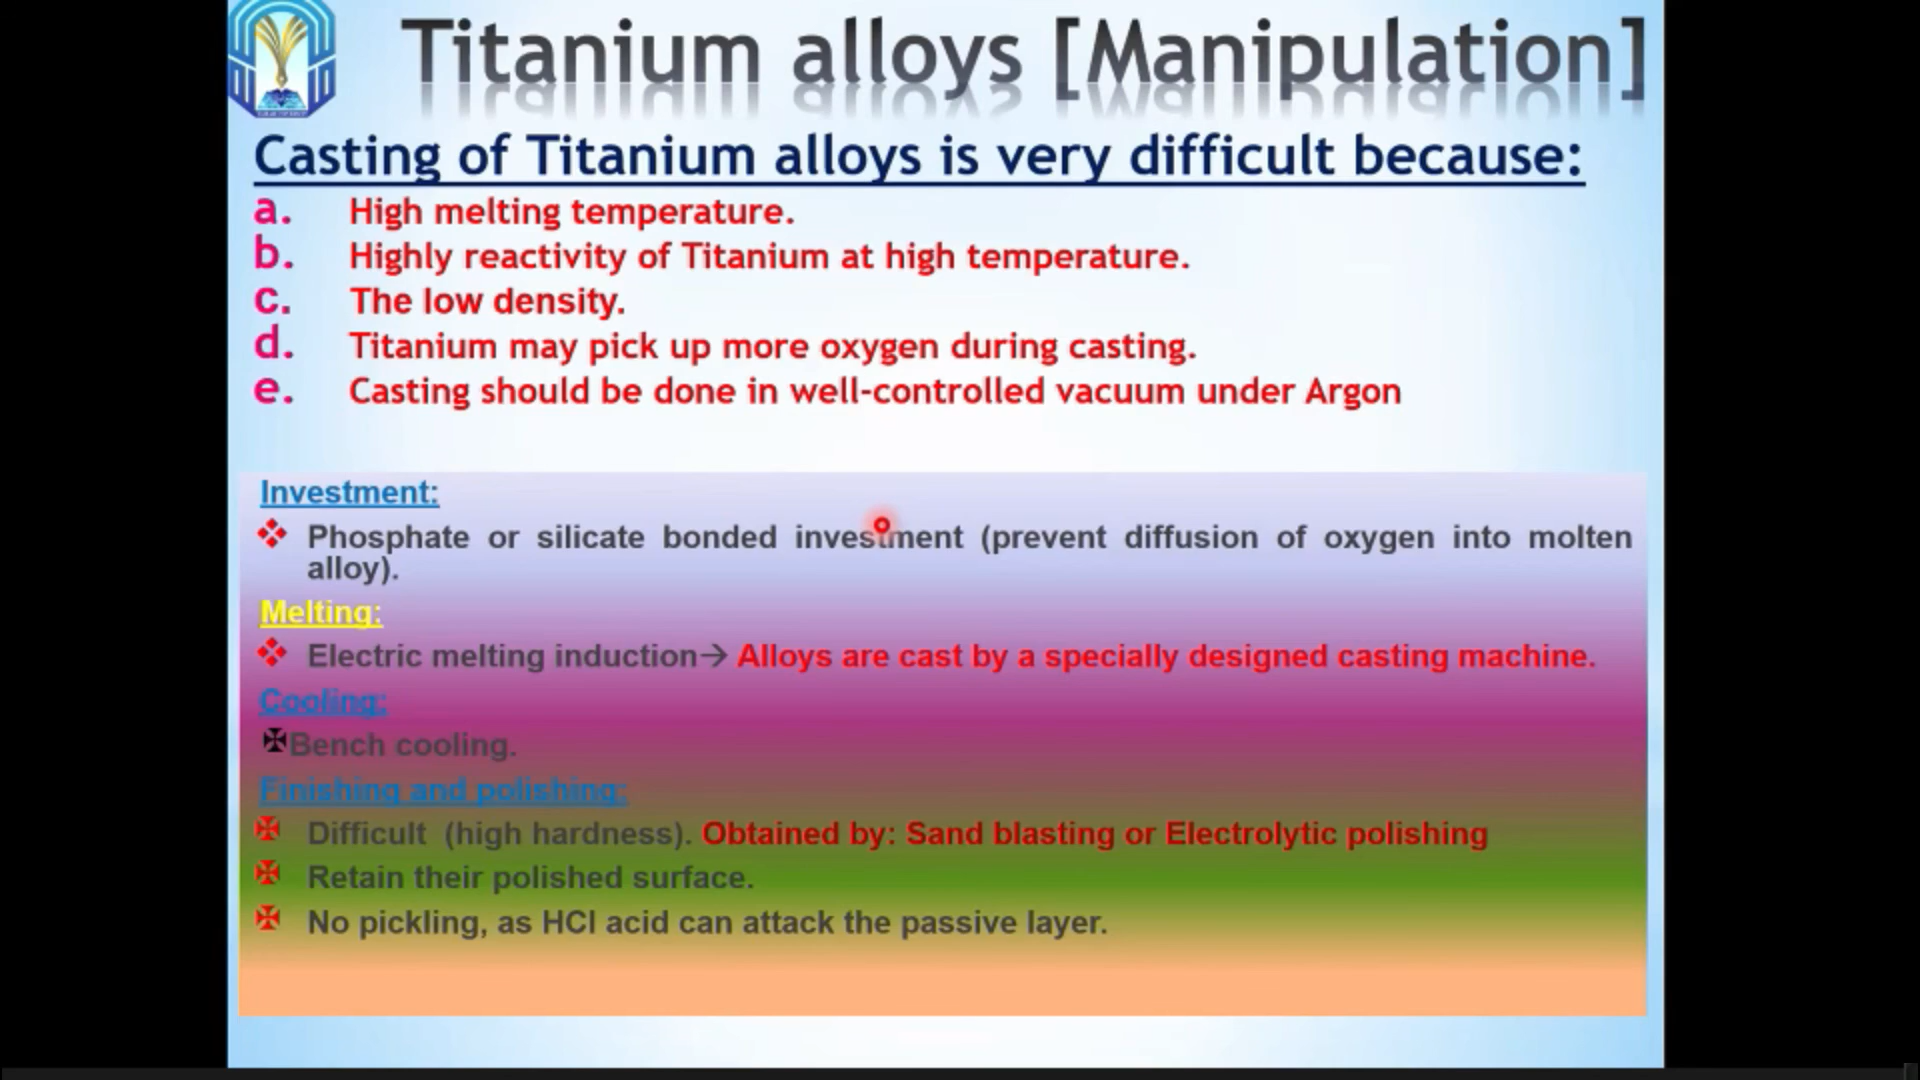 Titanium alloys [Manipulation]
Casting of Titanium alloys is very difficult because:
a. High melting temperature.
b. Highly reactivity of Titanium at high temperature.
c. The low density.
d. Titanium may pick up more oxygen during casting.
e. Casting should be done in well-controlled vacuum under Argon
Investment:
❖ Phosphate or silicate bonded investment (prevent diffusion of oxygen into molten
alloy).
Melting:
❖ Electric melting induction→ Alloys are cast by a specially designed casting machine.
Cooling:
✠Bench cooling.
Finishing and polishing:
✠ Difficult (high hardness). Obtained by: Sand blasting or Electrolytic polishing
✠ Retain their polished surface.
✠ No pickling, as HCl acid can attack the passive layer.